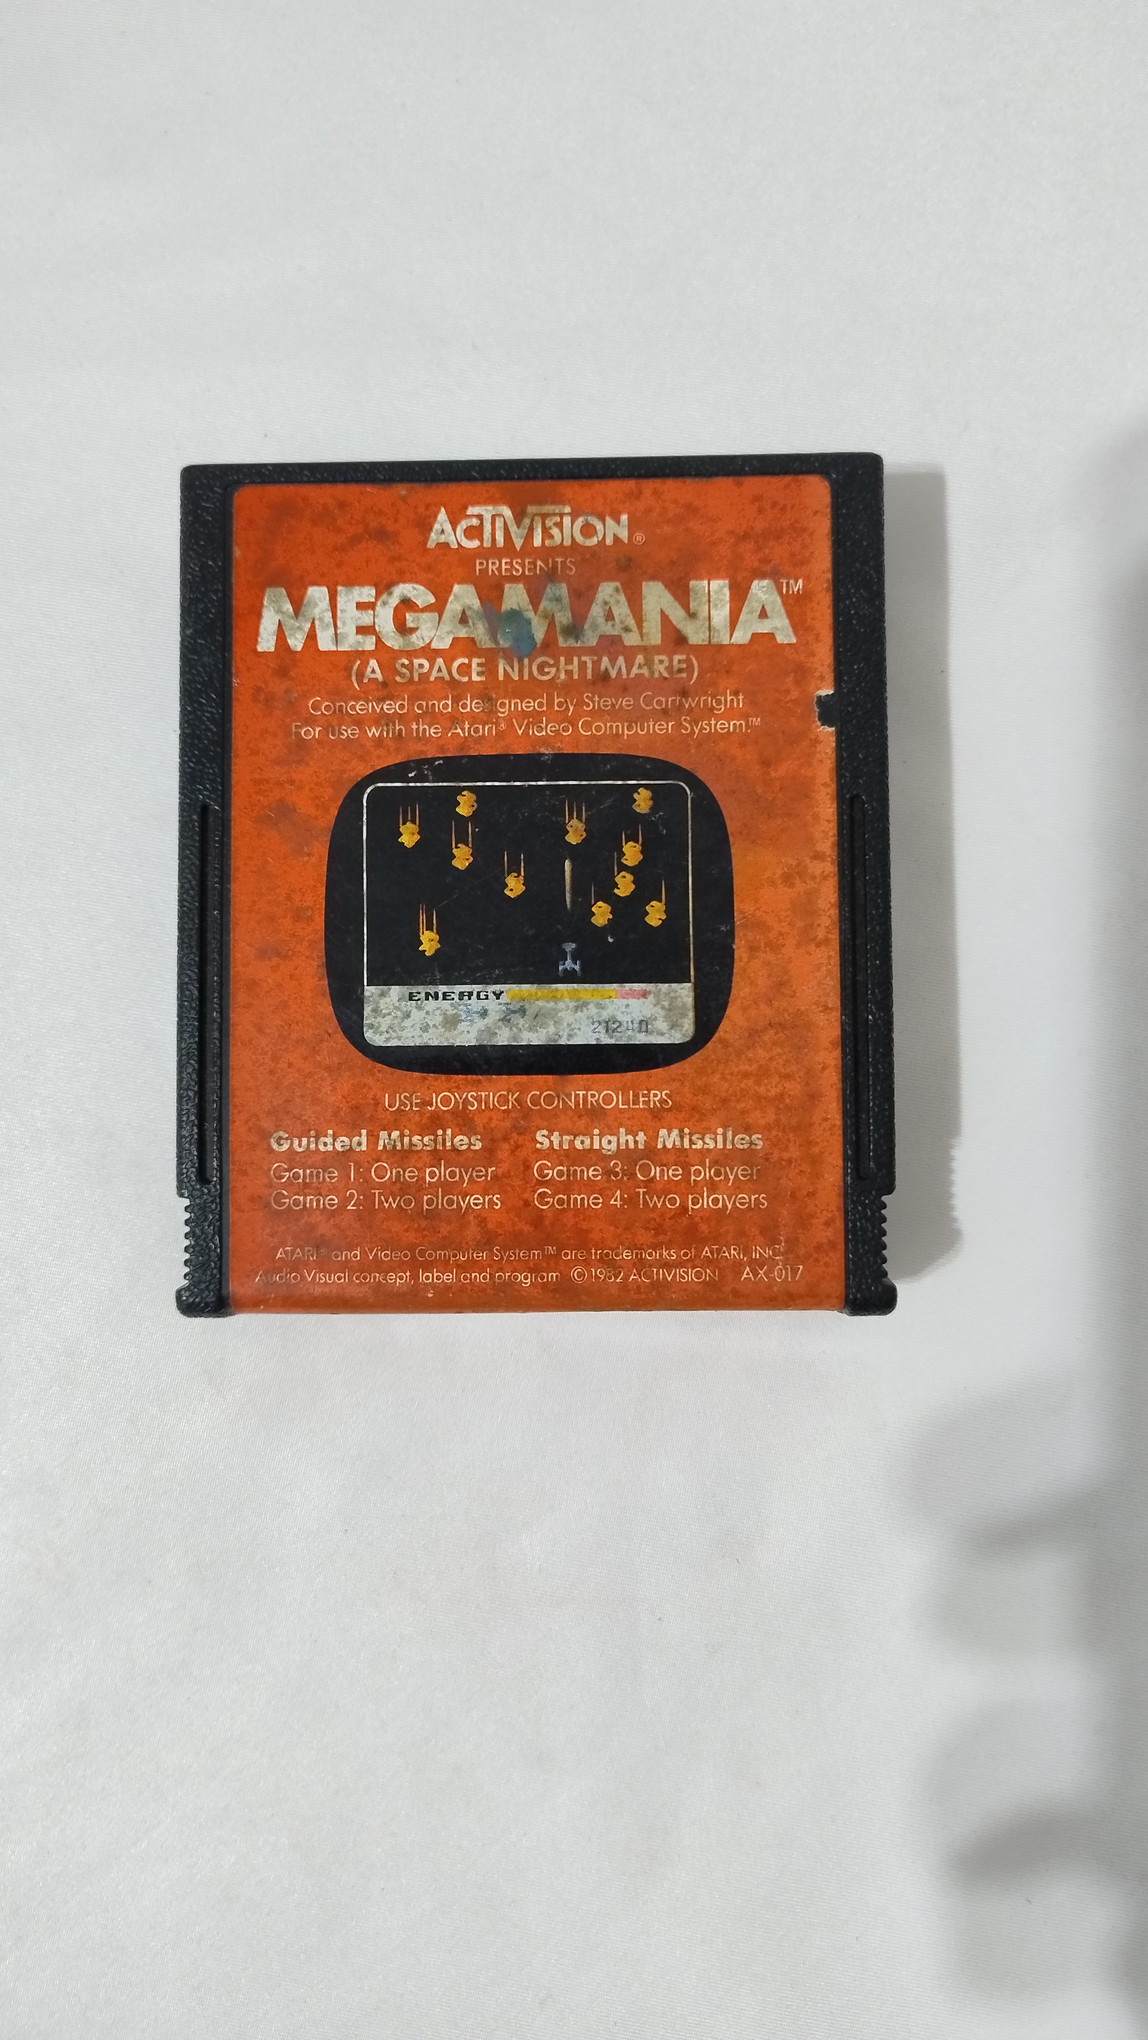 ACTIVISION®
PRESENTS
MEGAMANIA™
(A SPACE NIGHTMARE)
Conceived and designed by Steve Cartwright
For use with the Atari® Video Computer System.™
ENERGY
21240
USE JOYSTICK CONTROLLERS
Guided Missiles Straight Missiles
Game 1: One player Game 3: One player
Game 2: Two players Game 4: Two players
ATARI® and Video Computer System™ are trademarks of ATARI, INC.
Audio Visual concept, label and program ©1982 ACTIVISION AX-017